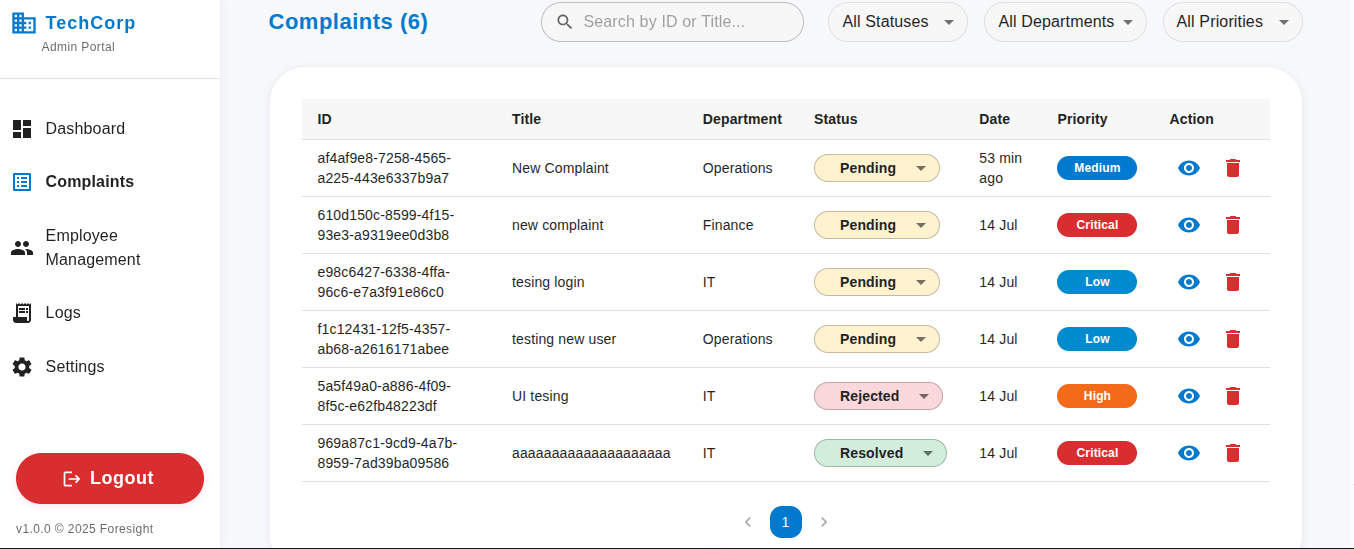 TechCorp
Admin Portal
Dashboard
Complaints
Employee
Management
Logs
Settings
Logout
v1.0.0 © 2025 Foresight
Complaints (6)
Search by ID or Title...
All Statuses
All Departments
All Priorities
ID Title Department Status Date Priority Action
af4af9e8-7258-4565-
a225-443e6337b9a7
New Complaint
Operations
Pending
53 min
ago
Medium
610d150c-8599-4f15-
93e3-a9319ee0d3b8
new complaint
Finance
Pending
14 Jul
Critical
e98c6427-6338-4ffa-
96c6-e7a3f91e86c0
tesing login
IT
Pending
14 Jul
Low
f1c12431-12f5-4357-
ab68-a2616171abee
testing new user
Operations
Pending
14 Jul
Low
5a5f49a0-a886-4f09-
8f5c-e62fb48223df
UI tesing
IT
Rejected
14 Jul
High
969a87c1-9cd9-4a7b-
8959-7ad39ba09586
aaaaaaaaaaaaaaaaaaaa
IT
Resolved
14 Jul
Critical
1